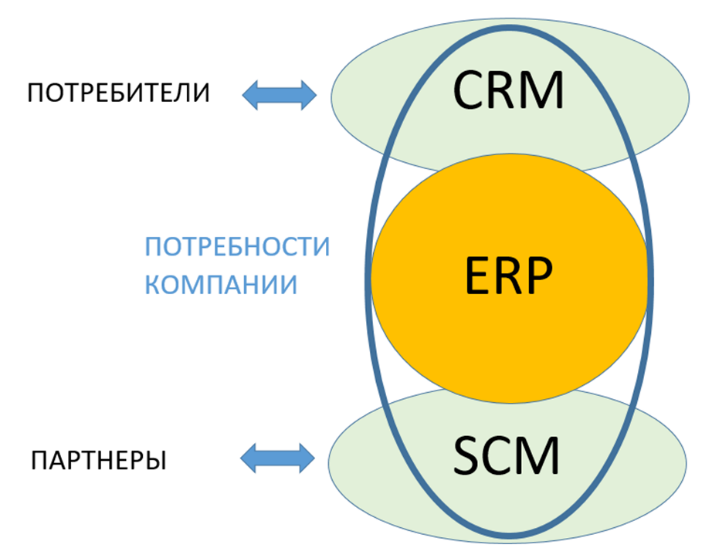 CRM
ПОТРЕБИТЕЛИ
ПОТРЕБНОСТИ
КОМПАНИИ
ERP
SCM
ПАРТНЕРЫ